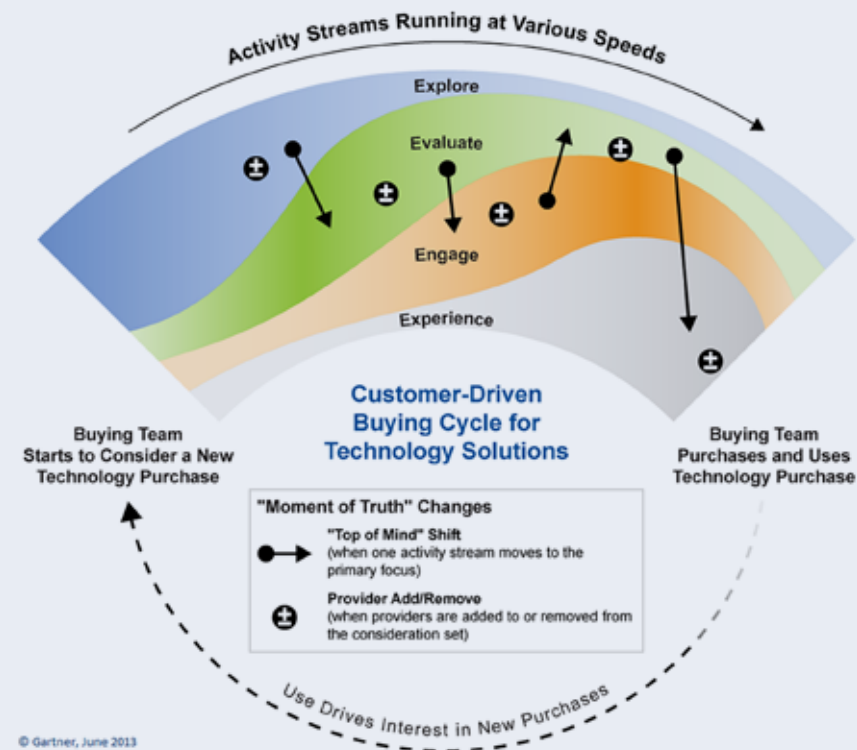 Activity Streams Running at Various Speeds
Explore
Evaluate
Engage
Experience
Customer-Driven
Buying Cycle for
Technology Solutions
Buying Team
Starts to Consider a New
Technology Purchase
Buying Team
Purchases and Uses
Technology Purchase
"Moment of Truth" Changes
"Top of Mind" Shift
(when one activity stream moves to the
primary focus)
Provider Add/Remove
(when providers are added to or removed from
the consideration set)
Use Drives Interest in New Purchases
© Gartner, June 2013